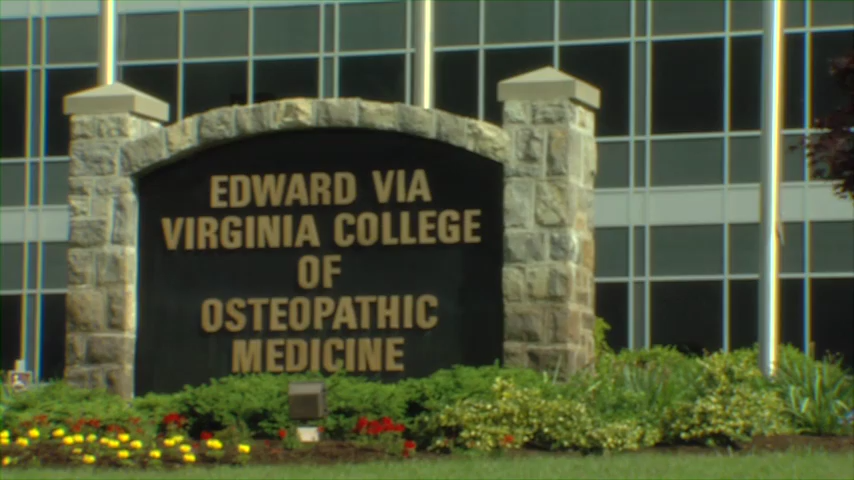 EDWARD VIA
VIRGINIA COLLEGE
OF
OSTEOPATHIC
MEDICINE